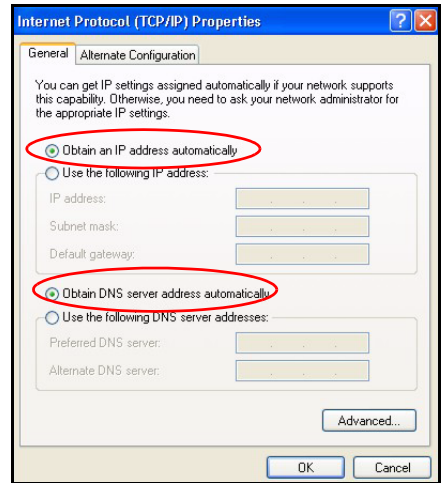 Internet Protocol (TCP/IP) Properties
General
Alternate Configuration
You can get IP settings assigned automatically if your network supports
this capability. Otherwise, you need to ask your network administrator for
the appropriate IP settings.
Obtain an IP address automatically
Use the following IP address:
IP address:
Subnet mask:
Default gateway:
Obtain DNS server address automatically
Use the following DNS server addresses:
Preferred DNS server:
Alternate DNS server:
Advanced...
OK
Cancel